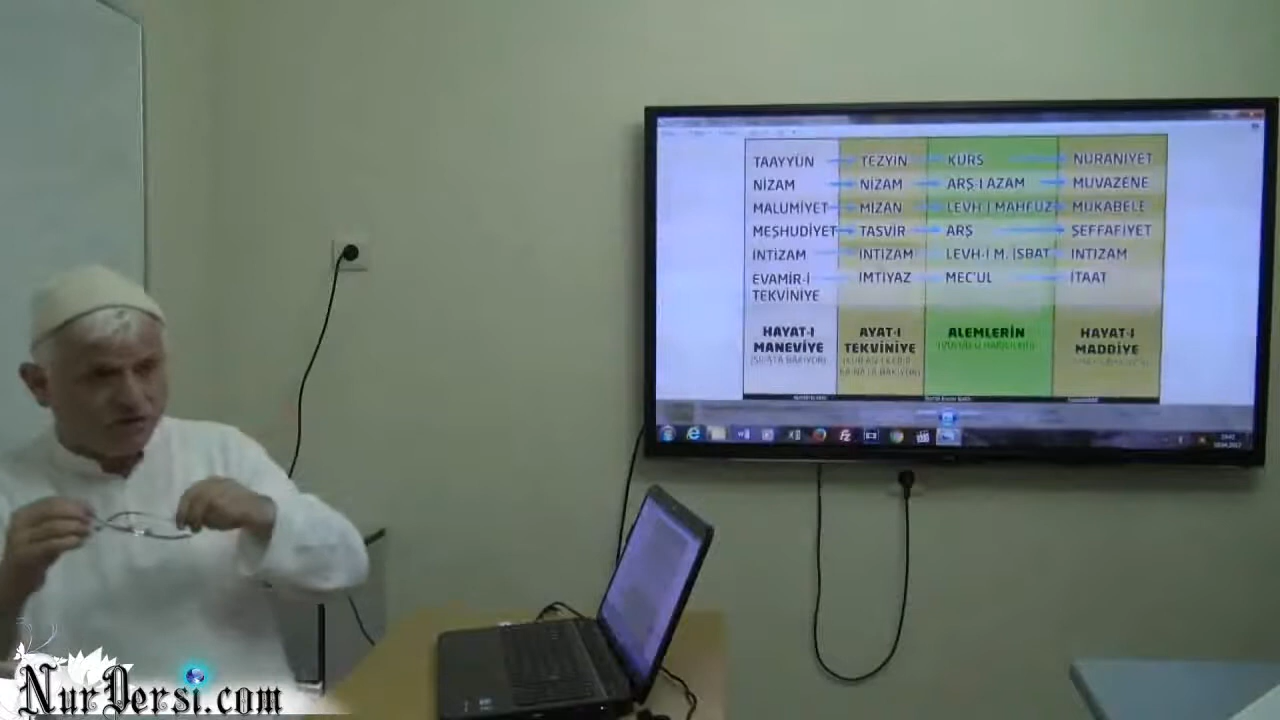 TAAYYÜN TEZYİN KÜRS NURANİYET
NİZAM NİZAM ARŞ-I AZAM MUVAZENE
MALUMİYET MİZAN LEVH-İ MAHFUZ MUKABELE
MEŞHUDİYET TASVİR ARŞ ŞEFFAFİYET
İNTİZAM İNTİZAM LEVH-İ M. İSBAT İNTİZAM
EVAMİR-İ İMTİYAZ MEC'UL İTAAT
TEKVİNİYE
HAYAT-I AYAT-I ALEMLERİN HAYAT-I
MANEVİYE TEKVİNİYE MADDİYE
NurDersi.com